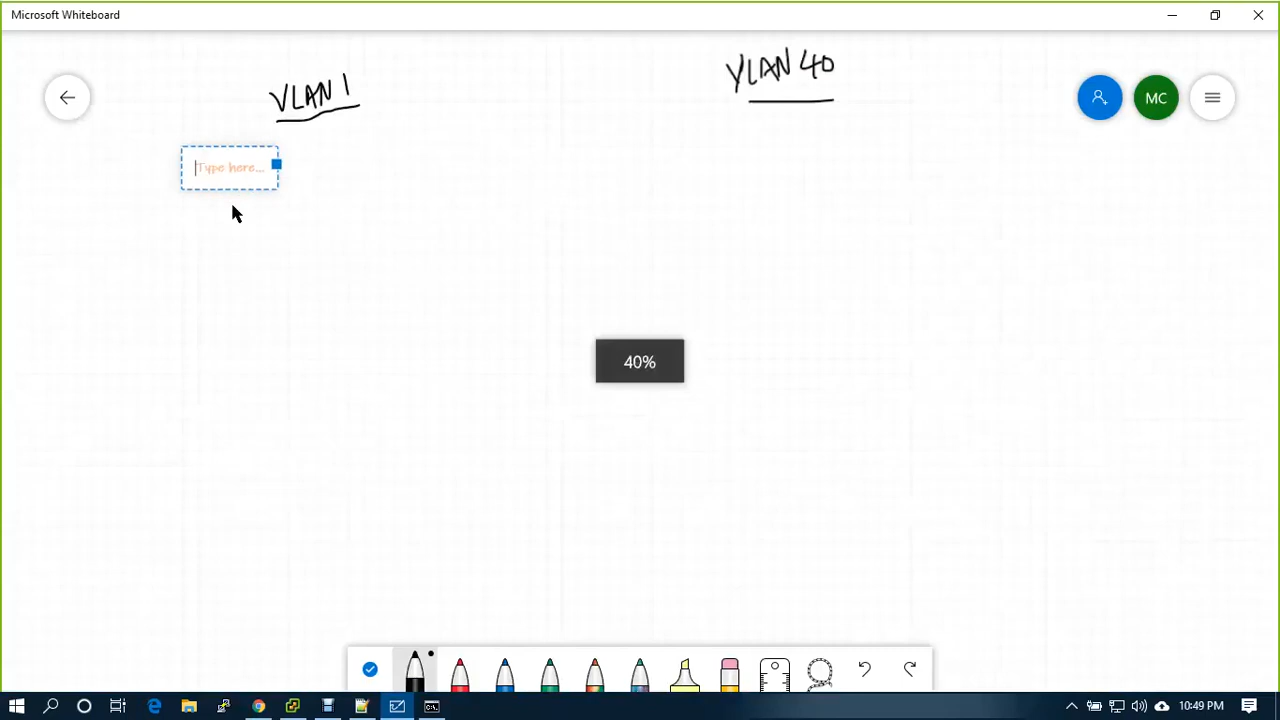 Microsoft Whiteboard
VLAN 1
VLAN 40
MC
Type here...
40%
10:49 PM